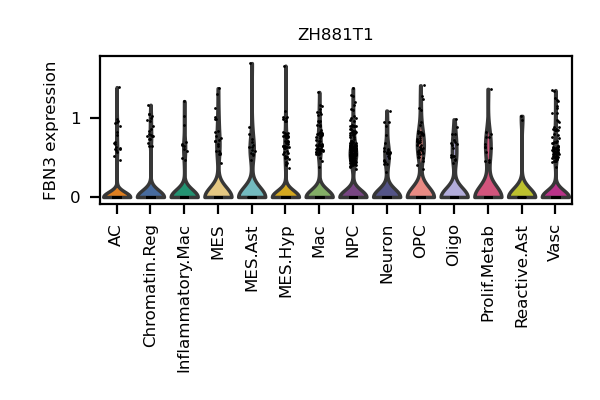 ZH881T1
FBN3 expression
1
0
AC
Chromatin.Reg
Inflammatory.Mac
MES
MES.Ast
MES.Hyp
Mac
NPC
Neuron
OPC
Oligo
Prolif.Metab
Reactive.Ast
Vasc